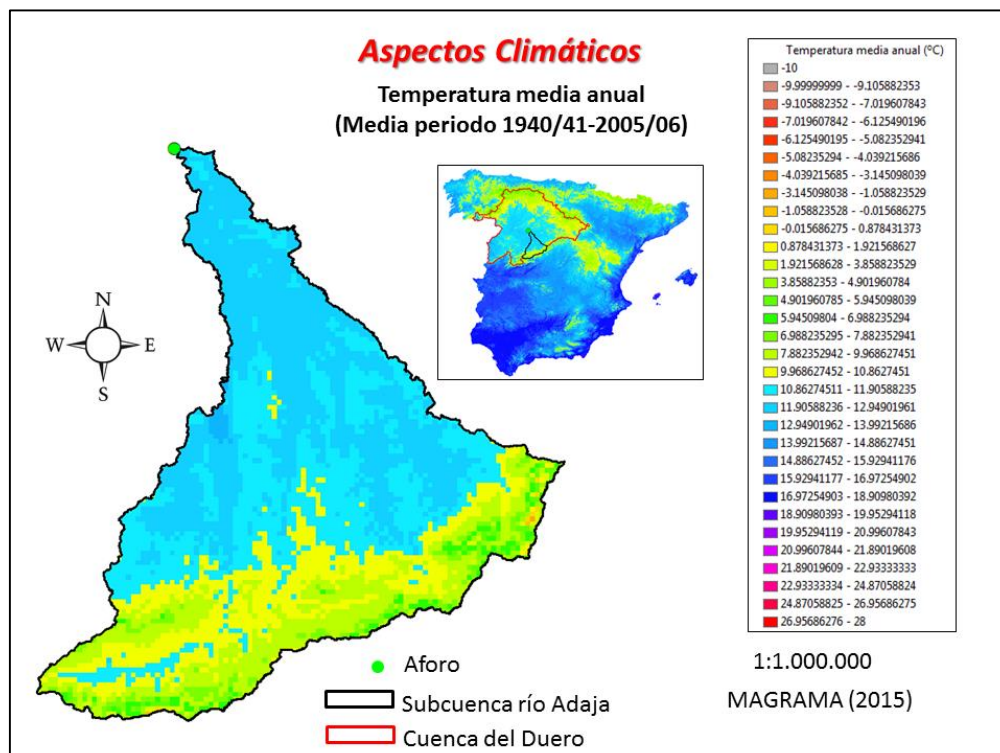 Aspectos Climáticos
Temperatura media anual
(Media periodo 1940/41-2005/06)
N
W E
S
Temperatura media anual (ºC)
-10
-9.99999999 - -9.105882353
-9.105882352 - -7.019607843
-7.019607842 - -6.125490196
-6.125490195 - -5.082352941
-5.08235294 - -4.039215686
-4.039215685 - -3.145098039
-3.145098038 - -1.058823529
-1.058823528 - -0.015686275
-0.015686275 - 0.878431373
0.878431373 - 1.921568627
1.921568628 - 3.858823529
3.85882353 - 4.901960784
4.901960785 - 5.945098039
5.94509804 - 6.988235294
6.988235295 - 7.882352941
7.882352942 - 9.968627451
9.968627452 - 10.8627451
10.86274511 - 11.90588235
11.90588236 - 12.94901961
12.94901962 - 13.99215686
13.99215687 - 14.88627451
14.88627452 - 15.92941176
15.92941177 - 16.97254902
16.97254903 - 18.90980392
18.90980393 - 19.95294118
19.95294119 - 20.99607843
20.99607844 - 21.89019608
21.89019609 - 22.93333333
22.93333334 - 24.87058824
24.87058825 - 26.95686275
26.95686276 - 28
Aforo
Subcuenca río Adaja
Cuenca del Duero
1:1.000.000
MAGRAMA (2015)